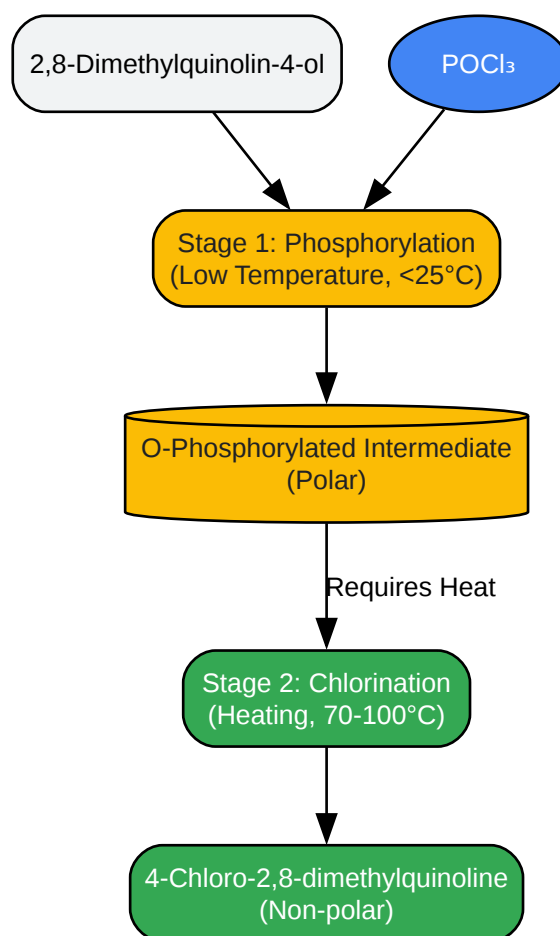 2,8-Dimethylquinolin-4-ol
POCl₃
Stage 1: Phosphorylation
(Low Temperature, <25°C)
O-Phosphorylated Intermediate
(Polar)
Requires Heat
Stage 2: Chlorination
(Heating, 70-100°C)
4-Chloro-2,8-dimethylquinoline
(Non-polar)